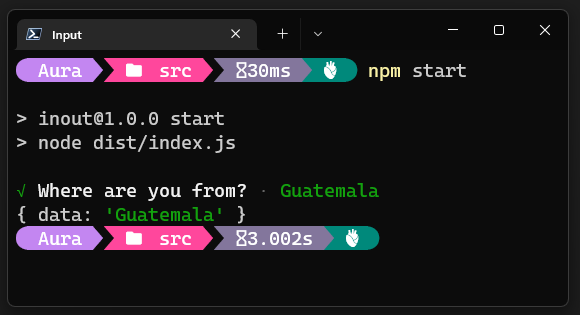 Input
Aura src 30ms npm start
> inout@1.0.0 start
> node dist/index.js
√ Where are you from? · Guatemala
{ data: 'Guatemala' }
Aura src 3.002s